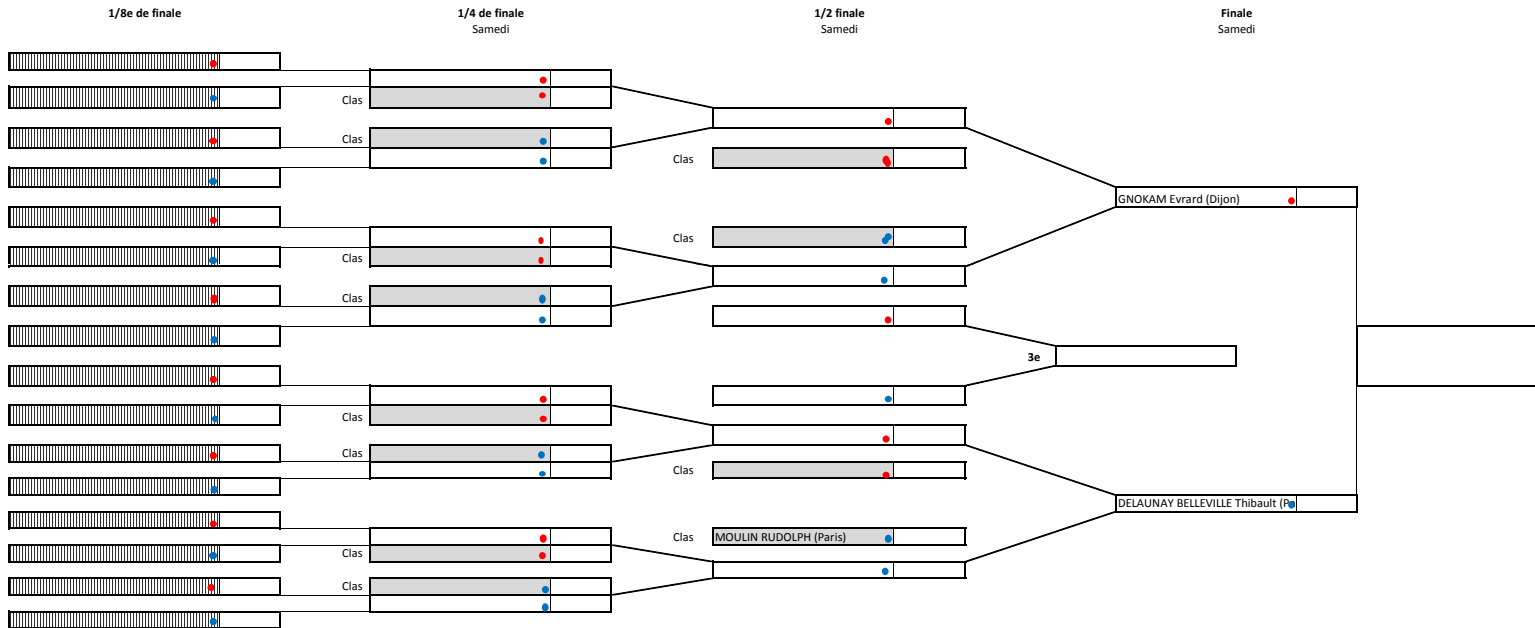 1/8e de finale
1/4 de finale
Samedi
1/2 finale
Samedi
Finale
Samedi
Clas
Clas
Clas
GNOKAM Evrard (Dijon)
Clas
Clas
Clas
3e
Clas
Clas
Clas
DELAUNAY BELLEVILLE Thibault (P
Clas
MOULIN RUDOLPH (Paris)
Clas
Clas